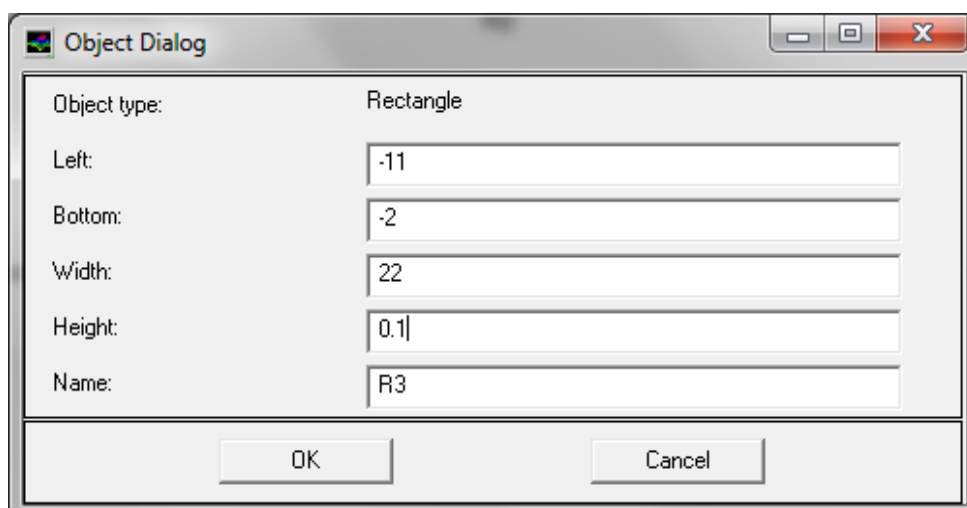 Object Dialog
Object type: Rectangle
Left: -11
Bottom: -2
Width: 22
Height: 0.1
Name: R3
OK Cancel